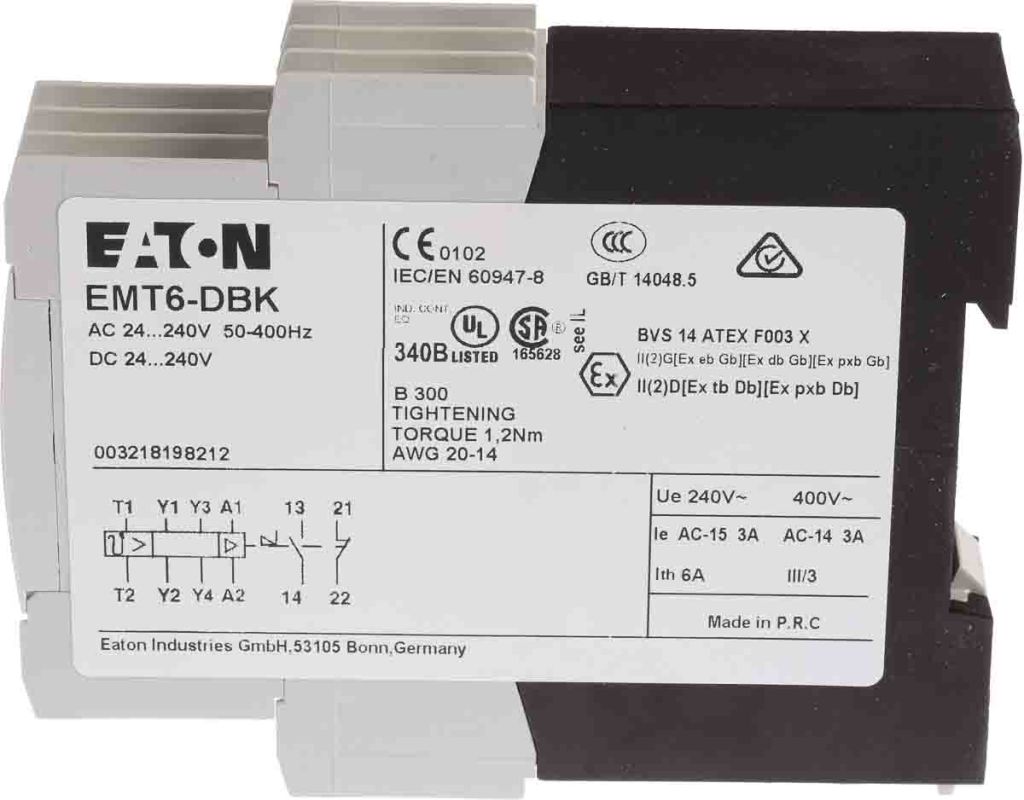 EATON
EMT6-DBK
AC 24...240V 50-400Hz
DC 24...240V
003218198212
CE 0102
IEC/EN 60947-8
CCC
GB/T 14048.5
IND. CONT.
EQ
UL
340B LISTED
SA ®
165628
see IL
B 300
TIGHTENING
TORQUE 1,2Nm
AWG 20-14
BVS 14 ATEX F003 X
Ex
II(2)G[Ex eb Gb][Ex db Gb][Ex pxb Gb]
II(2)D[Ex tb Db][Ex pxb Db]
T1 Y1 Y3 A1 13 21
T2 Y2 Y4 A2 14 22
Ue 240V~ 400V~
Ie AC-15 3A AC-14 3A
Ith 6A III/3
Made in P.R.C
Eaton Industries GmbH,53105 Bonn,Germany